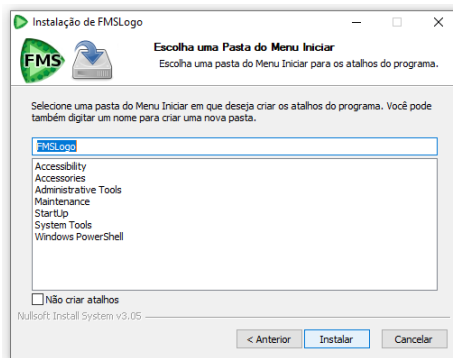 Instalação de FMSLogo
FMS
Escolha uma Pasta do Menu Iniciar
Escolha uma pasta do Menu Iniciar para os atalhos do programa.
Selecione uma pasta do Menu Iniciar em que deseja criar os atalhos do programa. Você pode
também digitar um nome para criar uma nova pasta.
FMSLogo
Accessibility
Accessories
Administrative Tools
Maintenance
StartUp
System Tools
Windows PowerShell
Não criar atalhos
Nullsoft Install System v3.05
< Anterior Instalar Cancelar